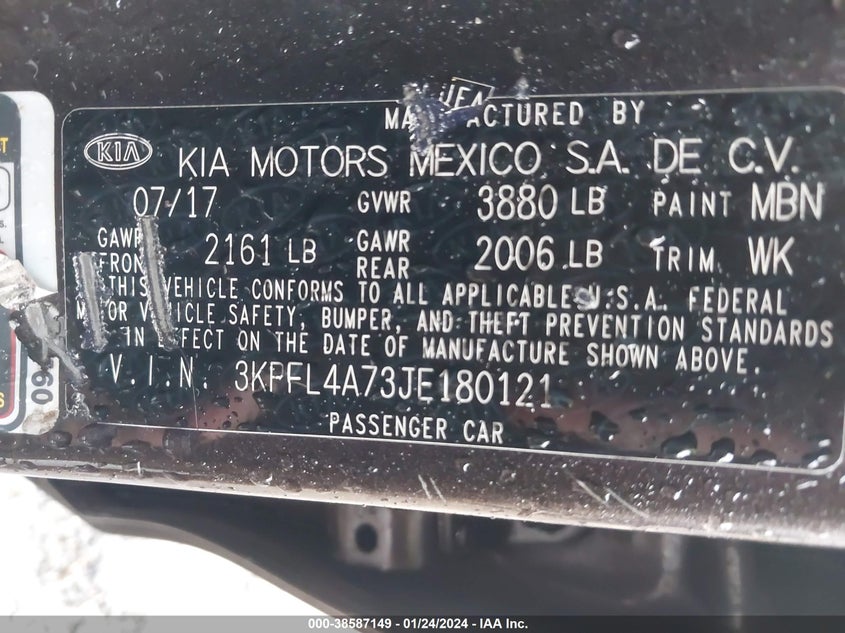 MANUFACTURED BY
KIA KIA MOTORS MEXICO S.A. DE C.V.
07/17 GVWR 3880 LB PAINT MBN
GAWR FRONT 2161 LB GAWR REAR 2006 LB TRIM WK
THIS VEHICLE CONFORMS TO ALL APPLICABLE U.S.A. FEDERAL
MOTOR VEHICLE SAFETY, BUMPER, AND THEFT PREVENTION STANDARDS
IN EFFECT ON THE DATE OF MANUFACTURE SHOWN ABOVE.
V.I.N. 3KPFL4A73JE180121
PASSENGER CAR
000-38587149 - 01/24/2024 - IAA Inc.